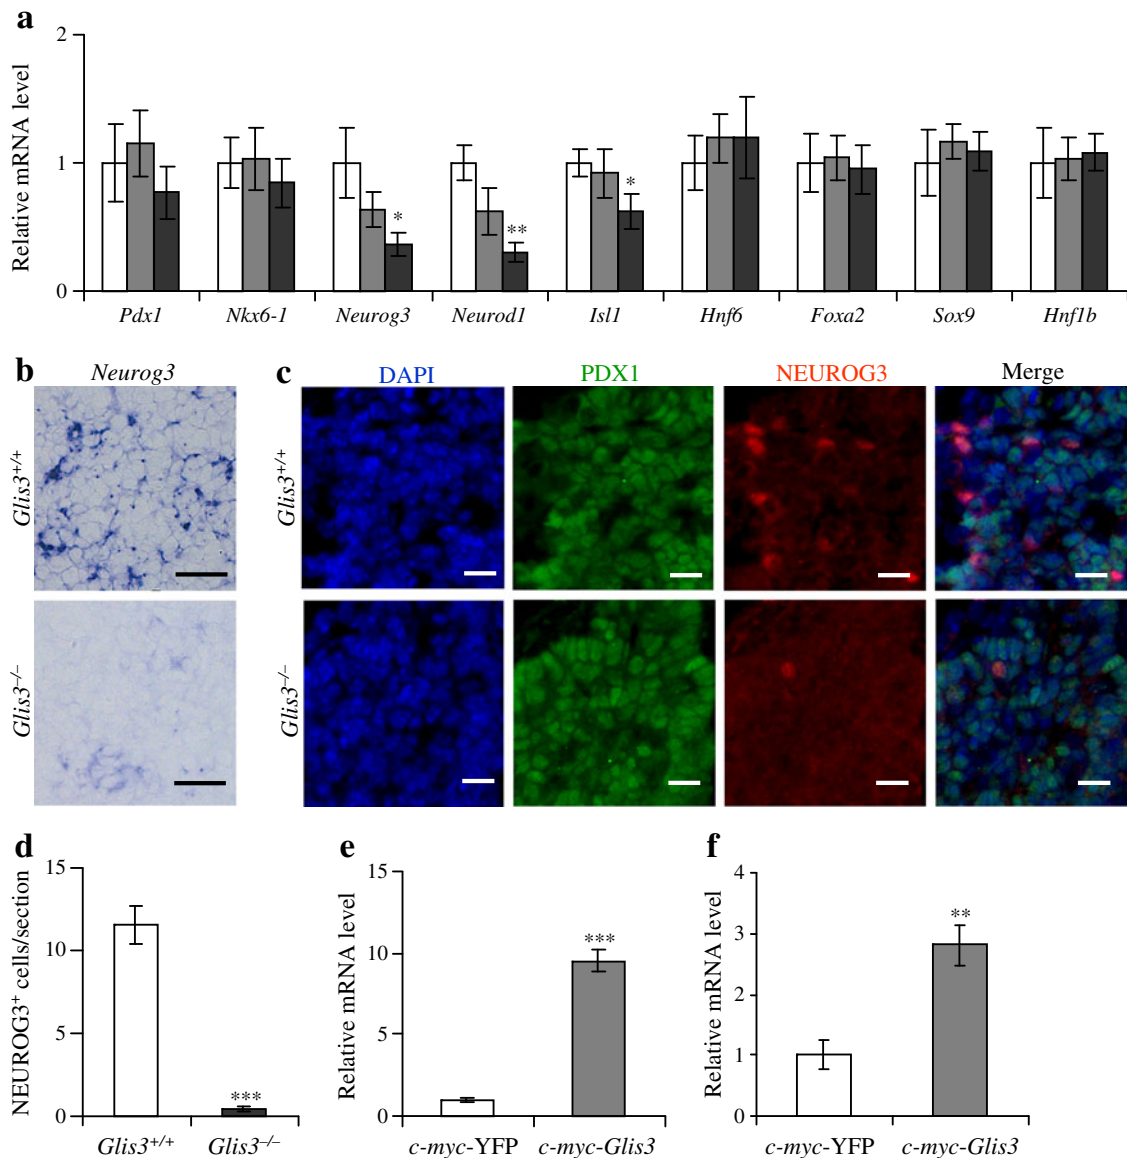 a
Relative mRNA level
2
1
0
* ** *
Pdx1 Nkx6-1 Neurog3 Neurod1 Isl1 Hnf6 Foxa2 Sox9 Hnf1b
b
Neurog3
Glis3+/+
Glis3–/–
c
DAPI PDX1 NEUROG3 Merge
Glis3+/+
Glis3–/–
d
NEUROG3+ cells/section
15
10
5
0
***
Glis3+/+ Glis3–/–
e
Relative mRNA level
15
10
5
0
***
c-myc-YFP c-myc-Glis3
f
Relative mRNA level
4
3
2
1
0
**
c-myc-YFP c-myc-Glis3